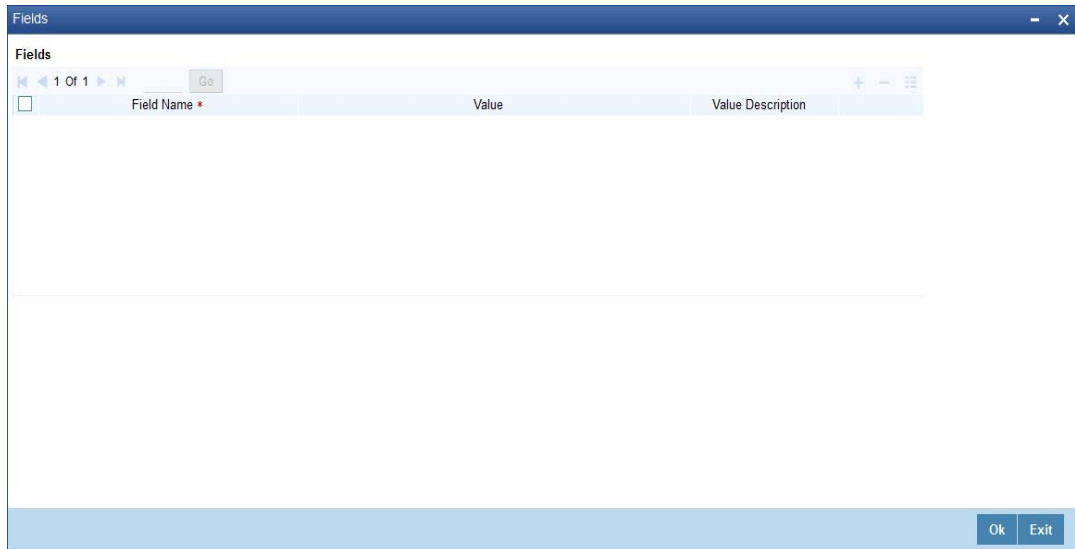 Fields
Fields
1 Of 1 Go
Field Name * Value Value Description
Ok Exit